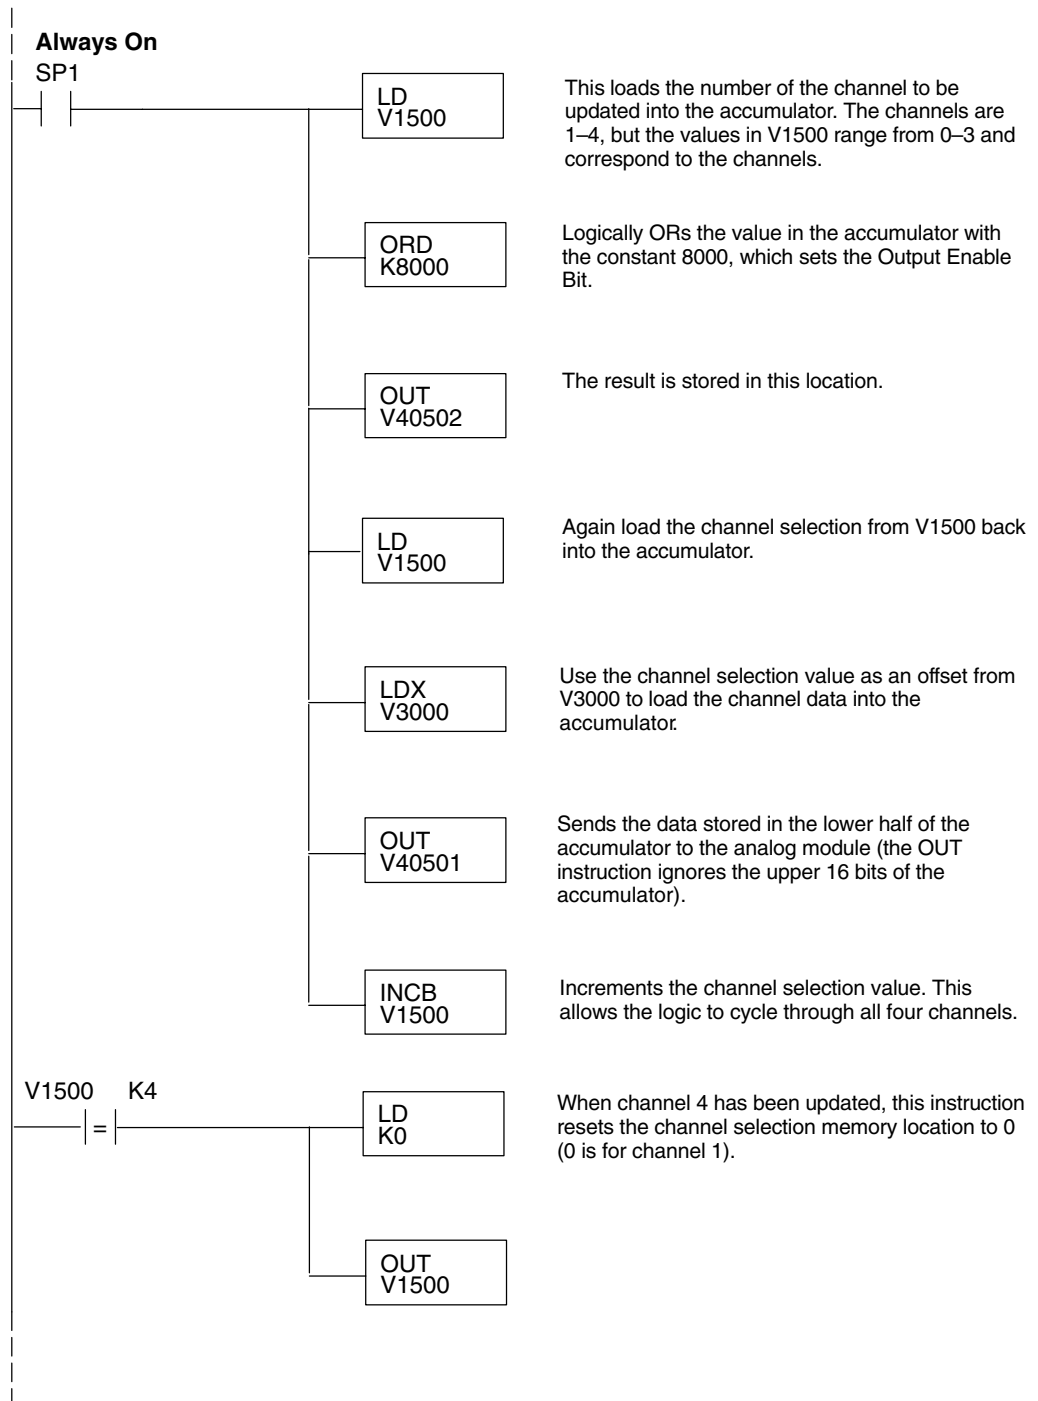 Always On
SP1
LD
V1500
This loads the number of the channel to be
updated into the accumulator. The channels are
1–4, but the values in V1500 range from 0–3 and
correspond to the channels.
ORD
K8000
Logically ORs the value in the accumulator with
the constant 8000, which sets the Output Enable
Bit.
OUT
V40502
The result is stored in this location.
LD
V1500
Again load the channel selection from V1500 back
into the accumulator.
LDX
V3000
Use the channel selection value as an offset from
V3000 to load the channel data into the
accumulator.
OUT
V40501
Sends the data stored in the lower half of the
accumulator to the analog module (the OUT
instruction ignores the upper 16 bits of the
accumulator).
INCB
V1500
Increments the channel selection value. This
allows the logic to cycle through all four channels.
V1500 K4
=
LD
K0
When channel 4 has been updated, this instruction
resets the channel selection memory location to 0
(0 is for channel 1).
OUT
V1500